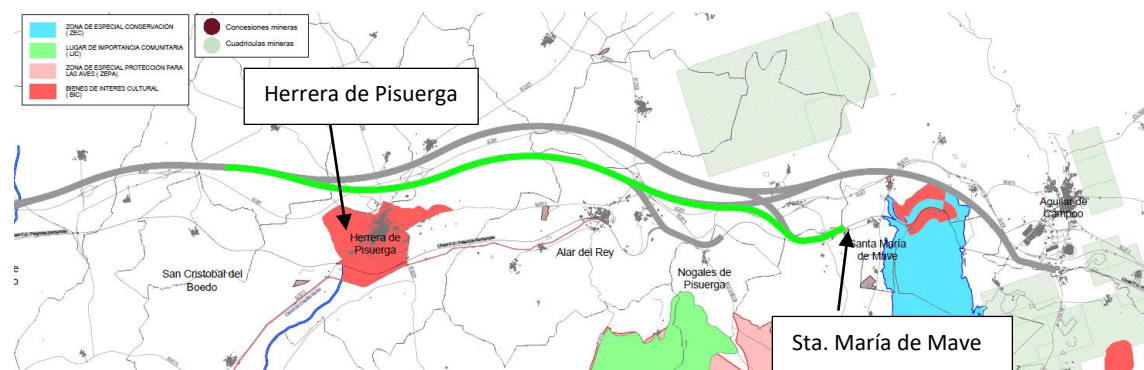 ZONA DE ESPECIAL CONSERVACIÓN
(ZEC)
LUGAR DE IMPORTANCIA COMUNITARIA
( LIC)
ZONA DE ESPECIAL PROTECCIÓN PARA
LAS AVES ( ZEPA)
BIENES DE INTERES CULTURAL
( BIC)
Concesiones mineras
Cuadrículas mineras
Herrera de Pisuerga
Herrera de
Pisuerga
San Cristobal del
Boedo
Alar del Rey
Nogales de
Pisuerga
Santa María
de Mave
Aguilar de
Campoo
Sta. María de Mave